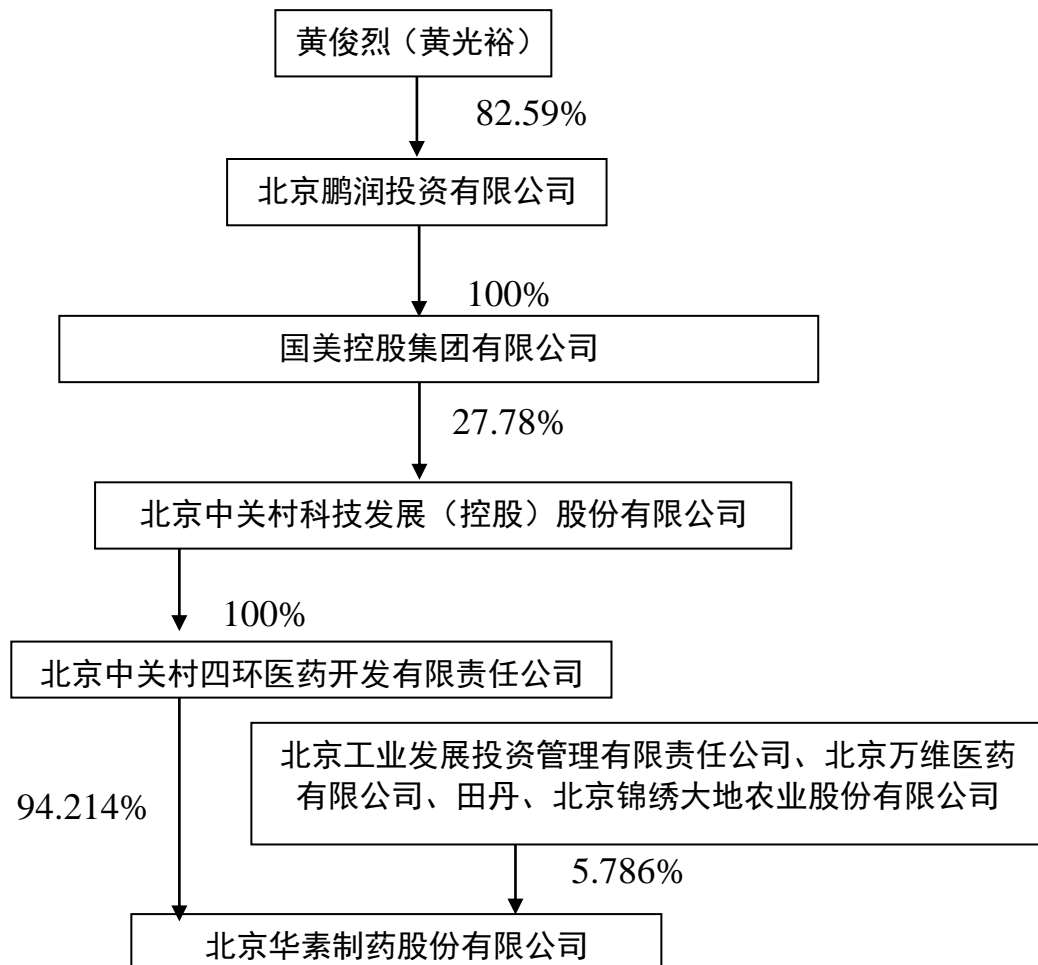 黄俊烈（黄光裕）
82.59%
北京鹏润投资有限公司
100%
国美控股集团有限公司
27.78%
北京中关村科技发展（控股）股份有限公司
100%
北京中关村四环医药开发有限责任公司
北京工业发展投资管理有限责任公司、北京万维医药
有限公司、田丹、北京锦绣大地农业股份有限公司
94.214%
5.786%
北京华素制药股份有限公司